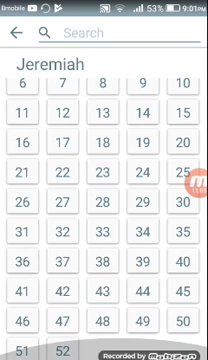 Bmobile 53% 9:01PM
Search
Jeremiah
6 7 8 9 10
11 12 13 14 15
16 17 18 19 20
21 22 23 24 25
26 27 28 29 30
31 32 33 34 35
36 37 38 39 40
41 42 43 44 45
46 47 48 49 50
51 52
Recorded by Mobizen